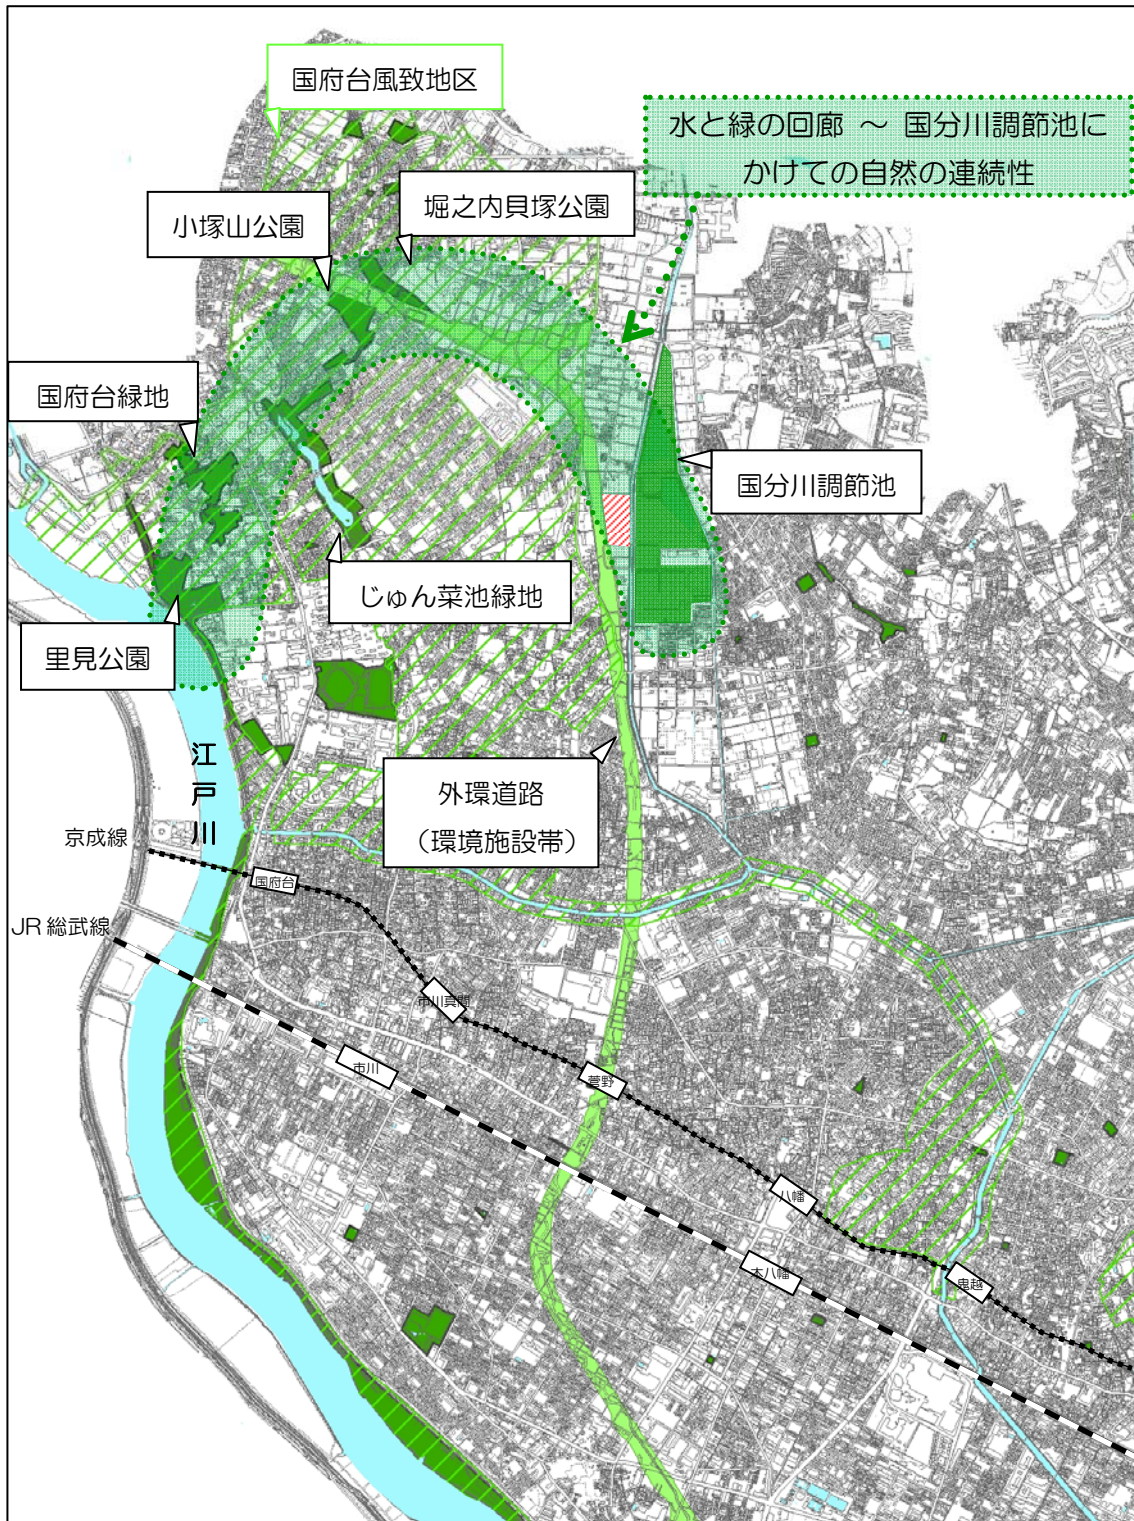 国府台風致地区
水と緑の回廊 ～ 国分川調節池に
かけての自然の連続性
堀之内貝塚公園
小塚山公園
国府台緑地
国分川調節池
じゅん菜池緑地
里見公園
江戸川
外環道路
（環境施設帯）
京成線
国府台
JR 総武線
市川真間
市川
菅野
八幡
本八幡
鬼越